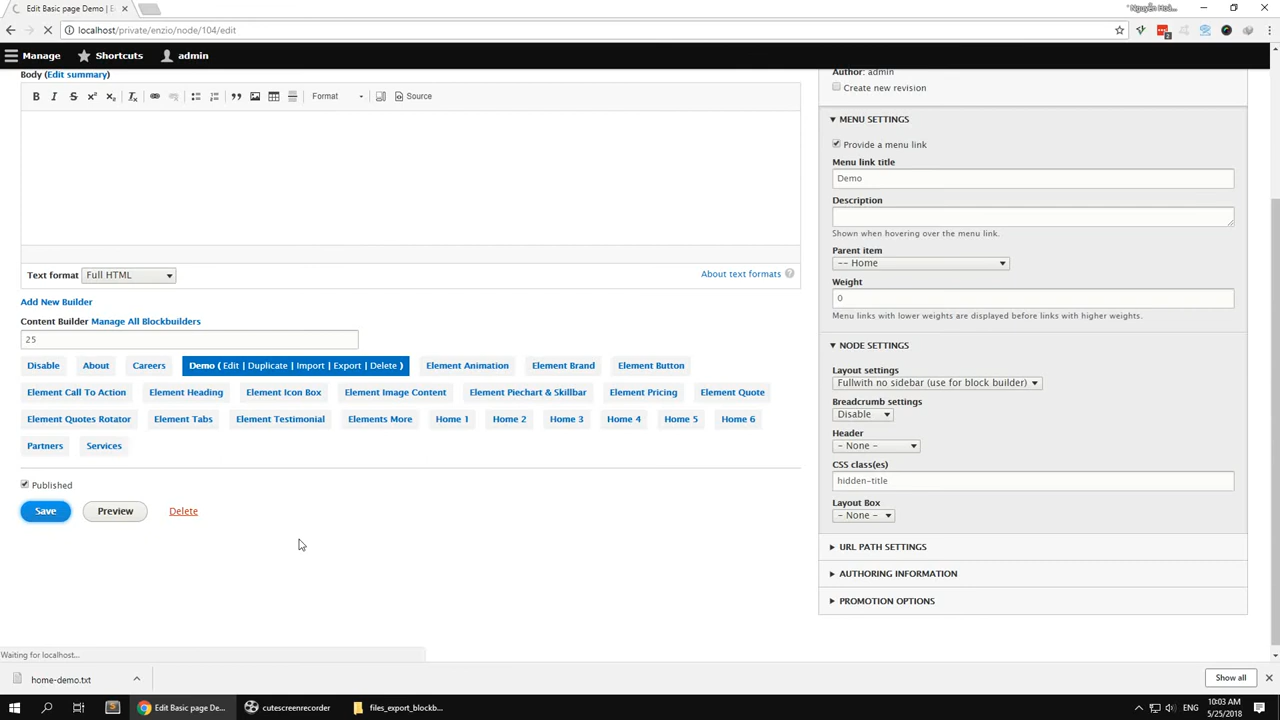 Edit Basic page Demo | De
localhost/private/enzio/node/104/edit
Manage Shortcuts admin
Body (Edit summary)
Format Source
Text format Full HTML About text formats
Add New Builder
Content Builder Manage All Blockbuilders
25
Disable About Careers Demo ( Edit | Duplicate | Import | Export | Delete ) Element Animation Element Brand Element Button
Element Call To Action Element Heading Element Icon Box Element Image Content Element Piechart & Skillbar Element Pricing Element Quote
Element Quotes Rotator Element Tabs Element Testimonial Elements More Home 1 Home 2 Home 3 Home 4 Home 5 Home 6
Partners Services
Published
Save Preview Delete
Author: admin
Create new revision
MENU SETTINGS
Provide a menu link
Menu link title
Demo
Description
Shown when hovering over the menu link.
Parent item
-- Home
Weight
0
Menu links with lower weights are displayed before links with higher weights.
NODE SETTINGS
Layout settings
Fullwith no sidebar (use for block builder)
Breadcrumb settings
Disable
Header
- None -
CSS class(es)
hidden-title
Layout Box
- None -
URL PATH SETTINGS
AUTHORING INFORMATION
PROMOTION OPTIONS
Waiting for localhost...
home-demo.txt Show all
Edit Basic page De... cutescreenrecorder files_export_blockb... 10:03 AM
5/25/2018